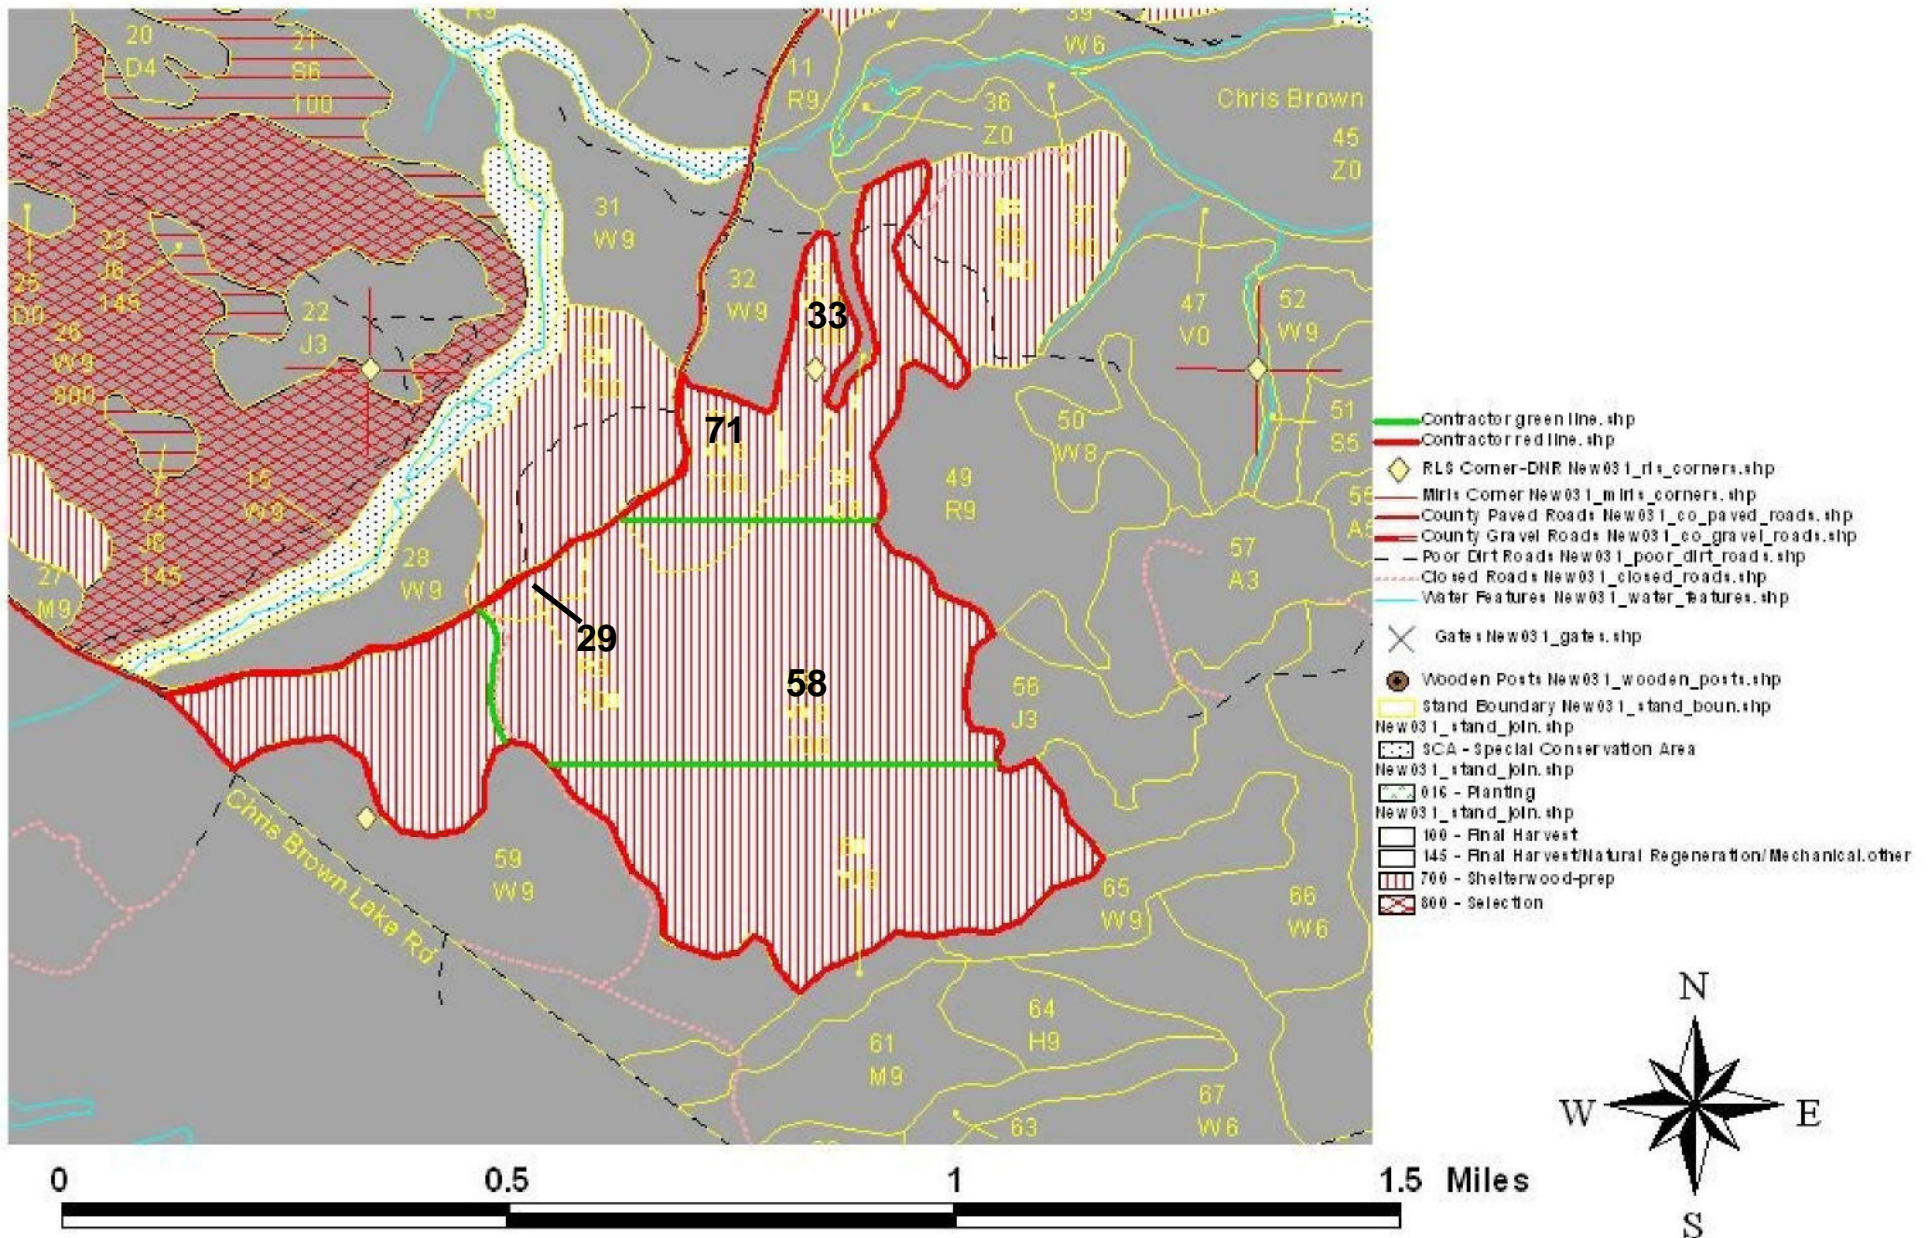 20
D4
21
S6
100
R9
11
R9
39
W6
36
Z0
Chris Brown
45
Z0
31
W9
32
W9
33
23
J6
145
25
D0
26
W9
800
22
J3
47
V0
52
W9
51
S5
50
W8
49
R9
71
700
700
15
W9
24
J6
145
27
M9
28
W9
29
58
700
57
A3
56
J3
Chris Brown Lake Rd
59
W9
65
W9
66
W6
64
H9
61
M9
67
W6
63
Contractor green line.shp
Contractor red line.shp
RLS Corner-DNR New031_rls_corners.shp
Mirls Corner New031_mirls_corners.shp
County Paved Roads New031_co_paved_roads.shp
County Gravel Roads New031_co_gravel_roads.shp
Poor Dirt Roads New031_poor_dirt_roads.shp
Closed Roads New031_closed_roads.shp
Water Features New031_water_features.shp
Gates New031_gates.shp
Wooden Posts New031_wooden_posts.shp
Stand Boundary New031_stand_boun.shp
New031_stand_join.shp
SCA - Special Conservation Area
New031_stand_join.shp
016 - Planting
New031_stand_join.shp
100 - Final Harvest
145 - Final Harvest/Natural Regeneration/Mechanical.other
700 - Shelterwood-prep
800 - Selection
N
W E
S
0 0.5 1 1.5 Miles